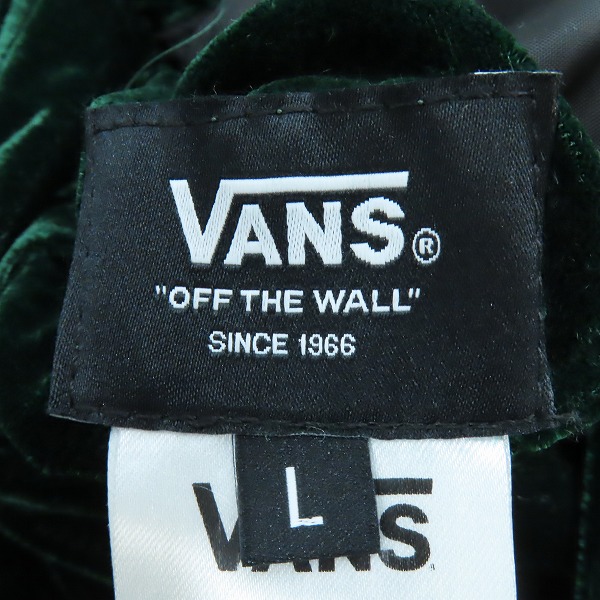 VANS®
"OFF THE WALL"
SINCE 1966
L
VANS